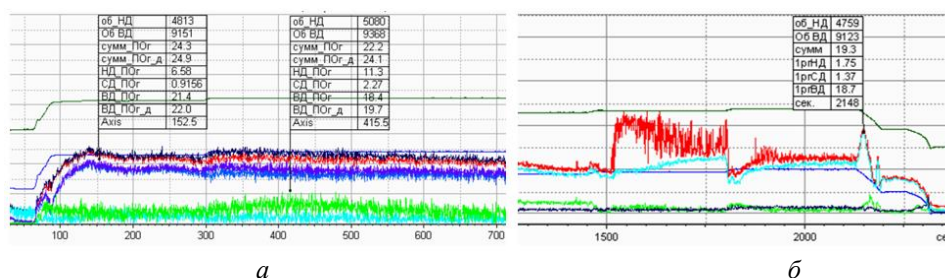 об_НД 4813
Об ВД 9151
сумм_ПОг 24.3
сумм_ПОг_д 24.9
НД_ПОг 6.58
СД_ПОг 0.9156
ВД_ПОг 21.4
ВД_ПОг_д 22.0
Axis 152.5
об_НД 5080
Об ВД 9368
сумм_ПОг 22.2
сумм_ПОг_д 24.1
НД_ПОг 11.3
СД_ПОг 2.27
ВД_ПОг 18.4
ВД_ПОг_д 19.7
Axis 415.5
100 200 300 400 500 600 700
а
об_НД 4759
Об ВД 9123
сумм 19.3
1ргНД 1.75
1ргСД 1.37
1ргВД 18.7
сек. 2148
1500 2000 се
б